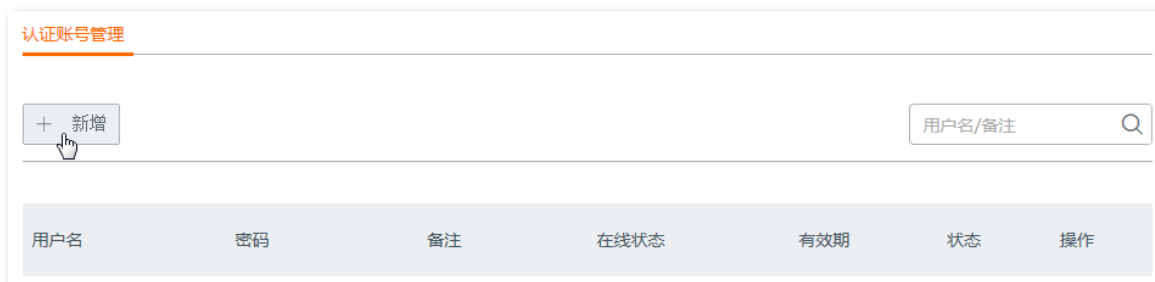 认证账号管理
+ 新增
用户名/备注
用户名 密码 备注 在线状态 有效期 状态 操作